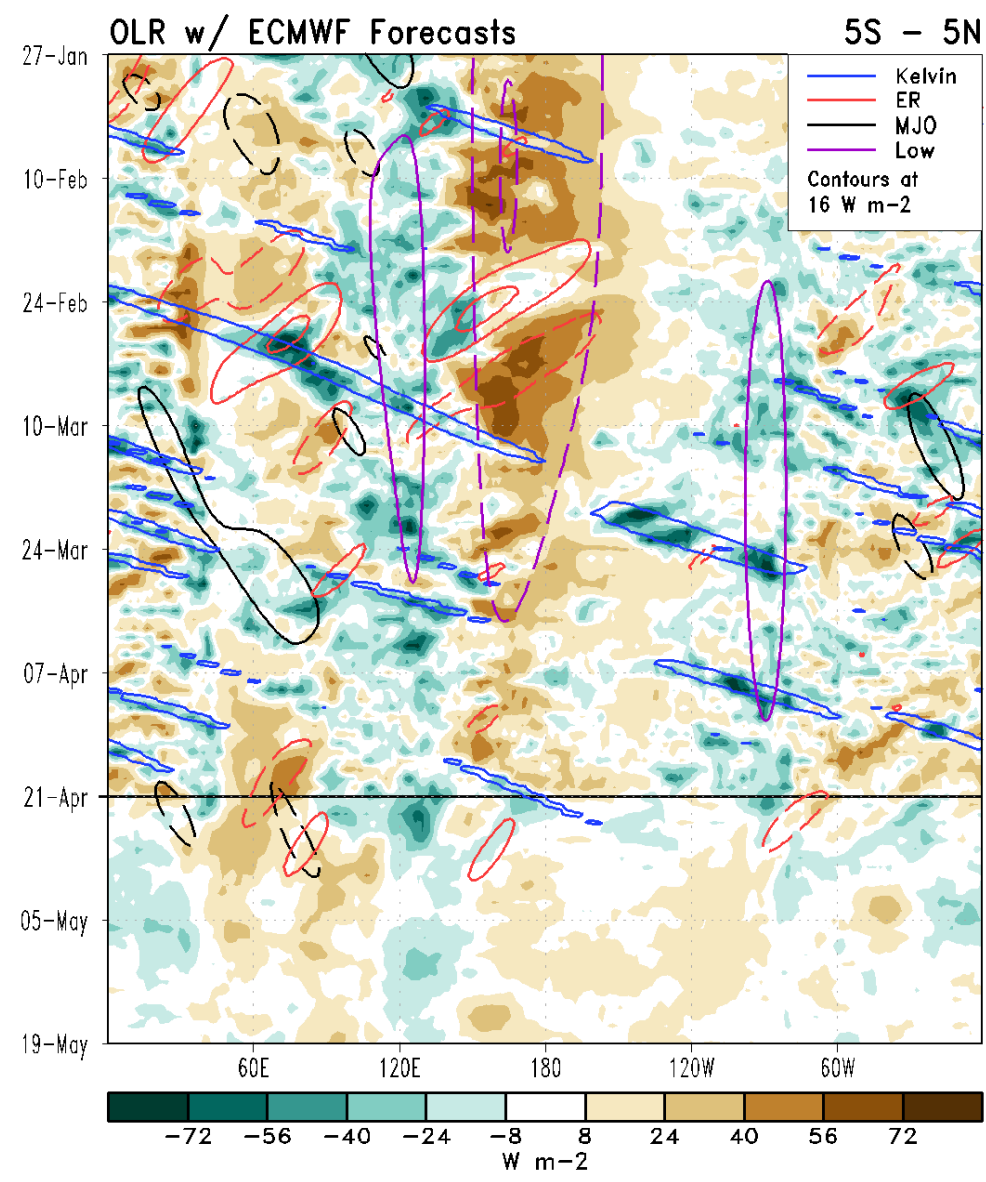 OLR w/ ECMWF Forecasts 5S - 5N
27-Jan
Kelvin
ER
MJO
Low
Contours at
16 W m-2
10-Feb
24-Feb
10-Mar
24-Mar
07-Apr
21-Apr
05-May
19-May
60E 120E 180 120W 60W
-72 -56 -40 -24 -8 8 24 40 56 72
W m-2